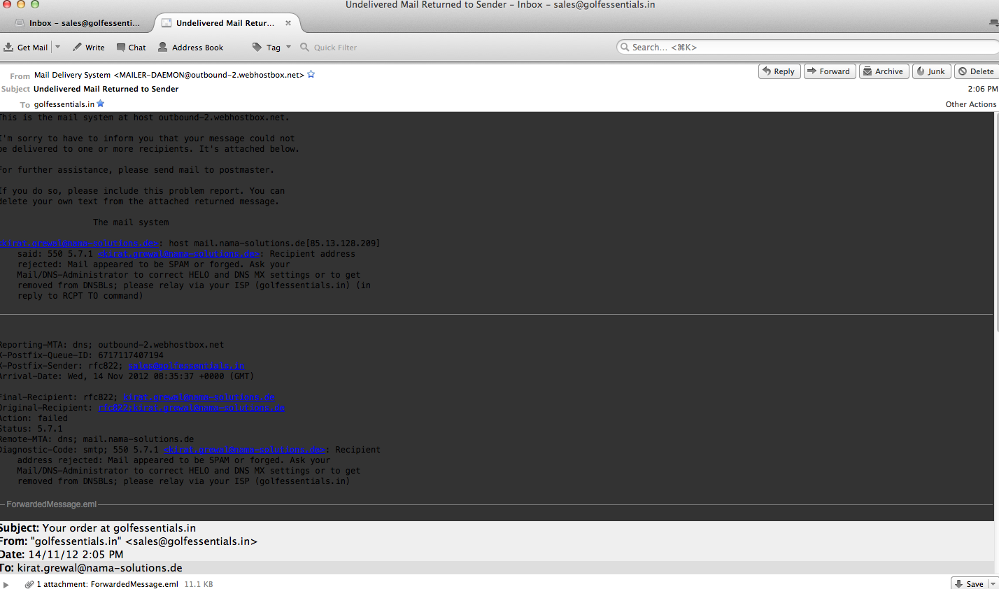 Undelivered Mail Returned to Sender - Inbox - sales@golfessentials.in
Inbox - sales@golfessenti...
Undelivered Mail Retur...
Get Mail
Write
Chat
Address Book
Tag
Quick Filter
Search... <⌘K>
From Mail Delivery System <MAILER-DAEMON@outbound-2.webhostbox.net>
Reply
Forward
Archive
Junk
Delete
Subject Undelivered Mail Returned to Sender
2:06 PM
To golfessentials.in
Other Actions
This is the mail system at host outbound-2.webhostbox.net.
I'm sorry to have to inform you that your message could not
be delivered to one or more recipients. It's attached below.
For further assistance, please send mail to postmaster.
If you do so, please include this problem report. You can
delete your own text from the attached returned message.
The mail system
<kirat.grewal@nama-solutions.de>: host mail.nama-solutions.de[85.13.128.209]
said: 550 5.7.1 <kirat.grewal@nama-solutions.de>: Recipient address
rejected: Mail appeared to be SPAM or forged. Ask your
Mail/DNS-Administrator to correct HELO and DNS MX settings or to get
removed from DNSBLs; please relay via your ISP (golfessentials.in) (in
reply to RCPT TO command)
Reporting-MTA: dns; outbound-2.webhostbox.net
X-Postfix-Queue-ID: 6717117407194
X-Postfix-Sender: rfc822; sales@golfessentials.in
Arrival-Date: Wed, 14 Nov 2012 08:35:37 +0000 (GMT)
Final-Recipient: rfc822; kirat.grewal@nama-solutions.de
Original-Recipient: rfc822;kirat.grewal@nama-solutions.de
Action: failed
Status: 5.7.1
Remote-MTA: dns; mail.nama-solutions.de
Diagnostic-Code: smtp; 550 5.7.1 <kirat.grewal@nama-solutions.de>: Recipient
address rejected: Mail appeared to be SPAM or forged. Ask your
Mail/DNS-Administrator to correct HELO and DNS MX settings or to get
removed from DNSBLs; please relay via your ISP (golfessentials.in)
ForwardedMessage.eml
Subject: Your order at golfessentials.in
From: "golfessentials.in" <sales@golfessentials.in>
Date: 14/11/12 2:05 PM
To: kirat.grewal@nama-solutions.de
1 attachment: ForwardedMessage.eml 11.1 KB
Save